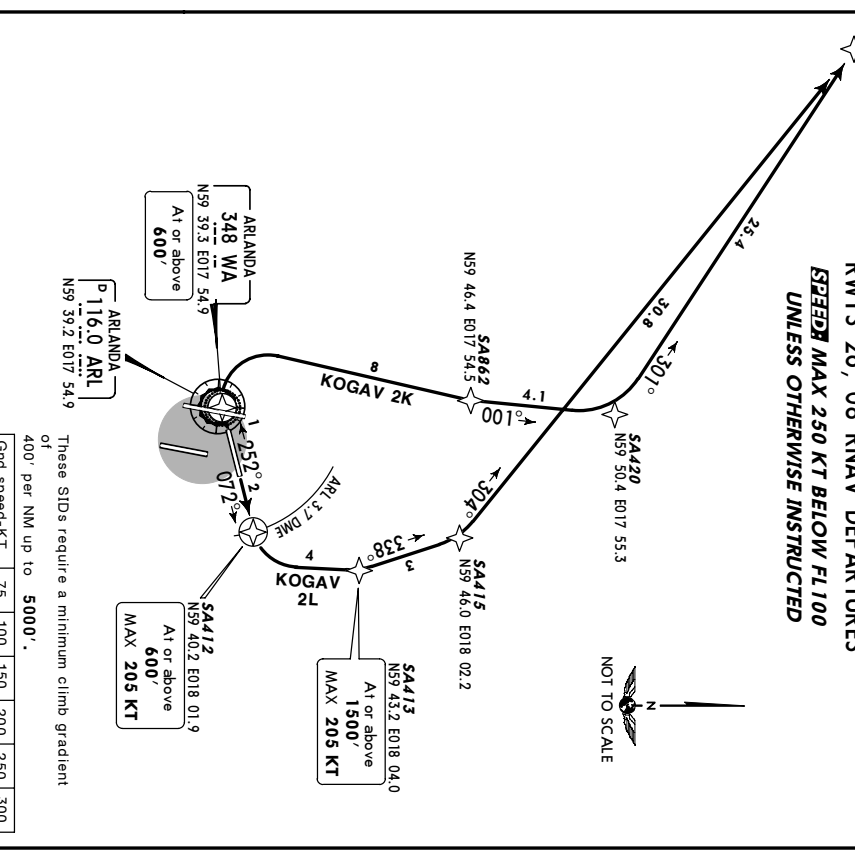 RWYS 26, 08 RNAV DEPARTURES
SPEED: MAX 250 KT BELOW FL100
UNLESS OTHERWISE INSTRUCTED
25.4
30.8
301°
SA420
N59 50.4 E017 55.3
4.1
001°
SA862
N59 46.4 E017 54.5
8
KOGAV 2K
304°
SA415
N59 46.0 E018 02.2
338°
3
4
KOGAV
2L
SA413
N59 43.2 E018 04.0
At or above
1500'
MAX 205 KT
ARL 3.7 DME
ARLANDA
348 WA
N59 39.3 E017 54.9
At or above
600'
1
252°
2
072°
SA412
N59 40.2 E018 01.9
At or above
600'
MAX 205 KT
ARLANDA
D 116.0 ARL
N59 39.2 E017 54.9
N
NOT TO SCALE
These SIDs require a minimum climb gradient
of
400' per NM up to 5000'.
Gnd speed-KT 75 100 150 200 250 300